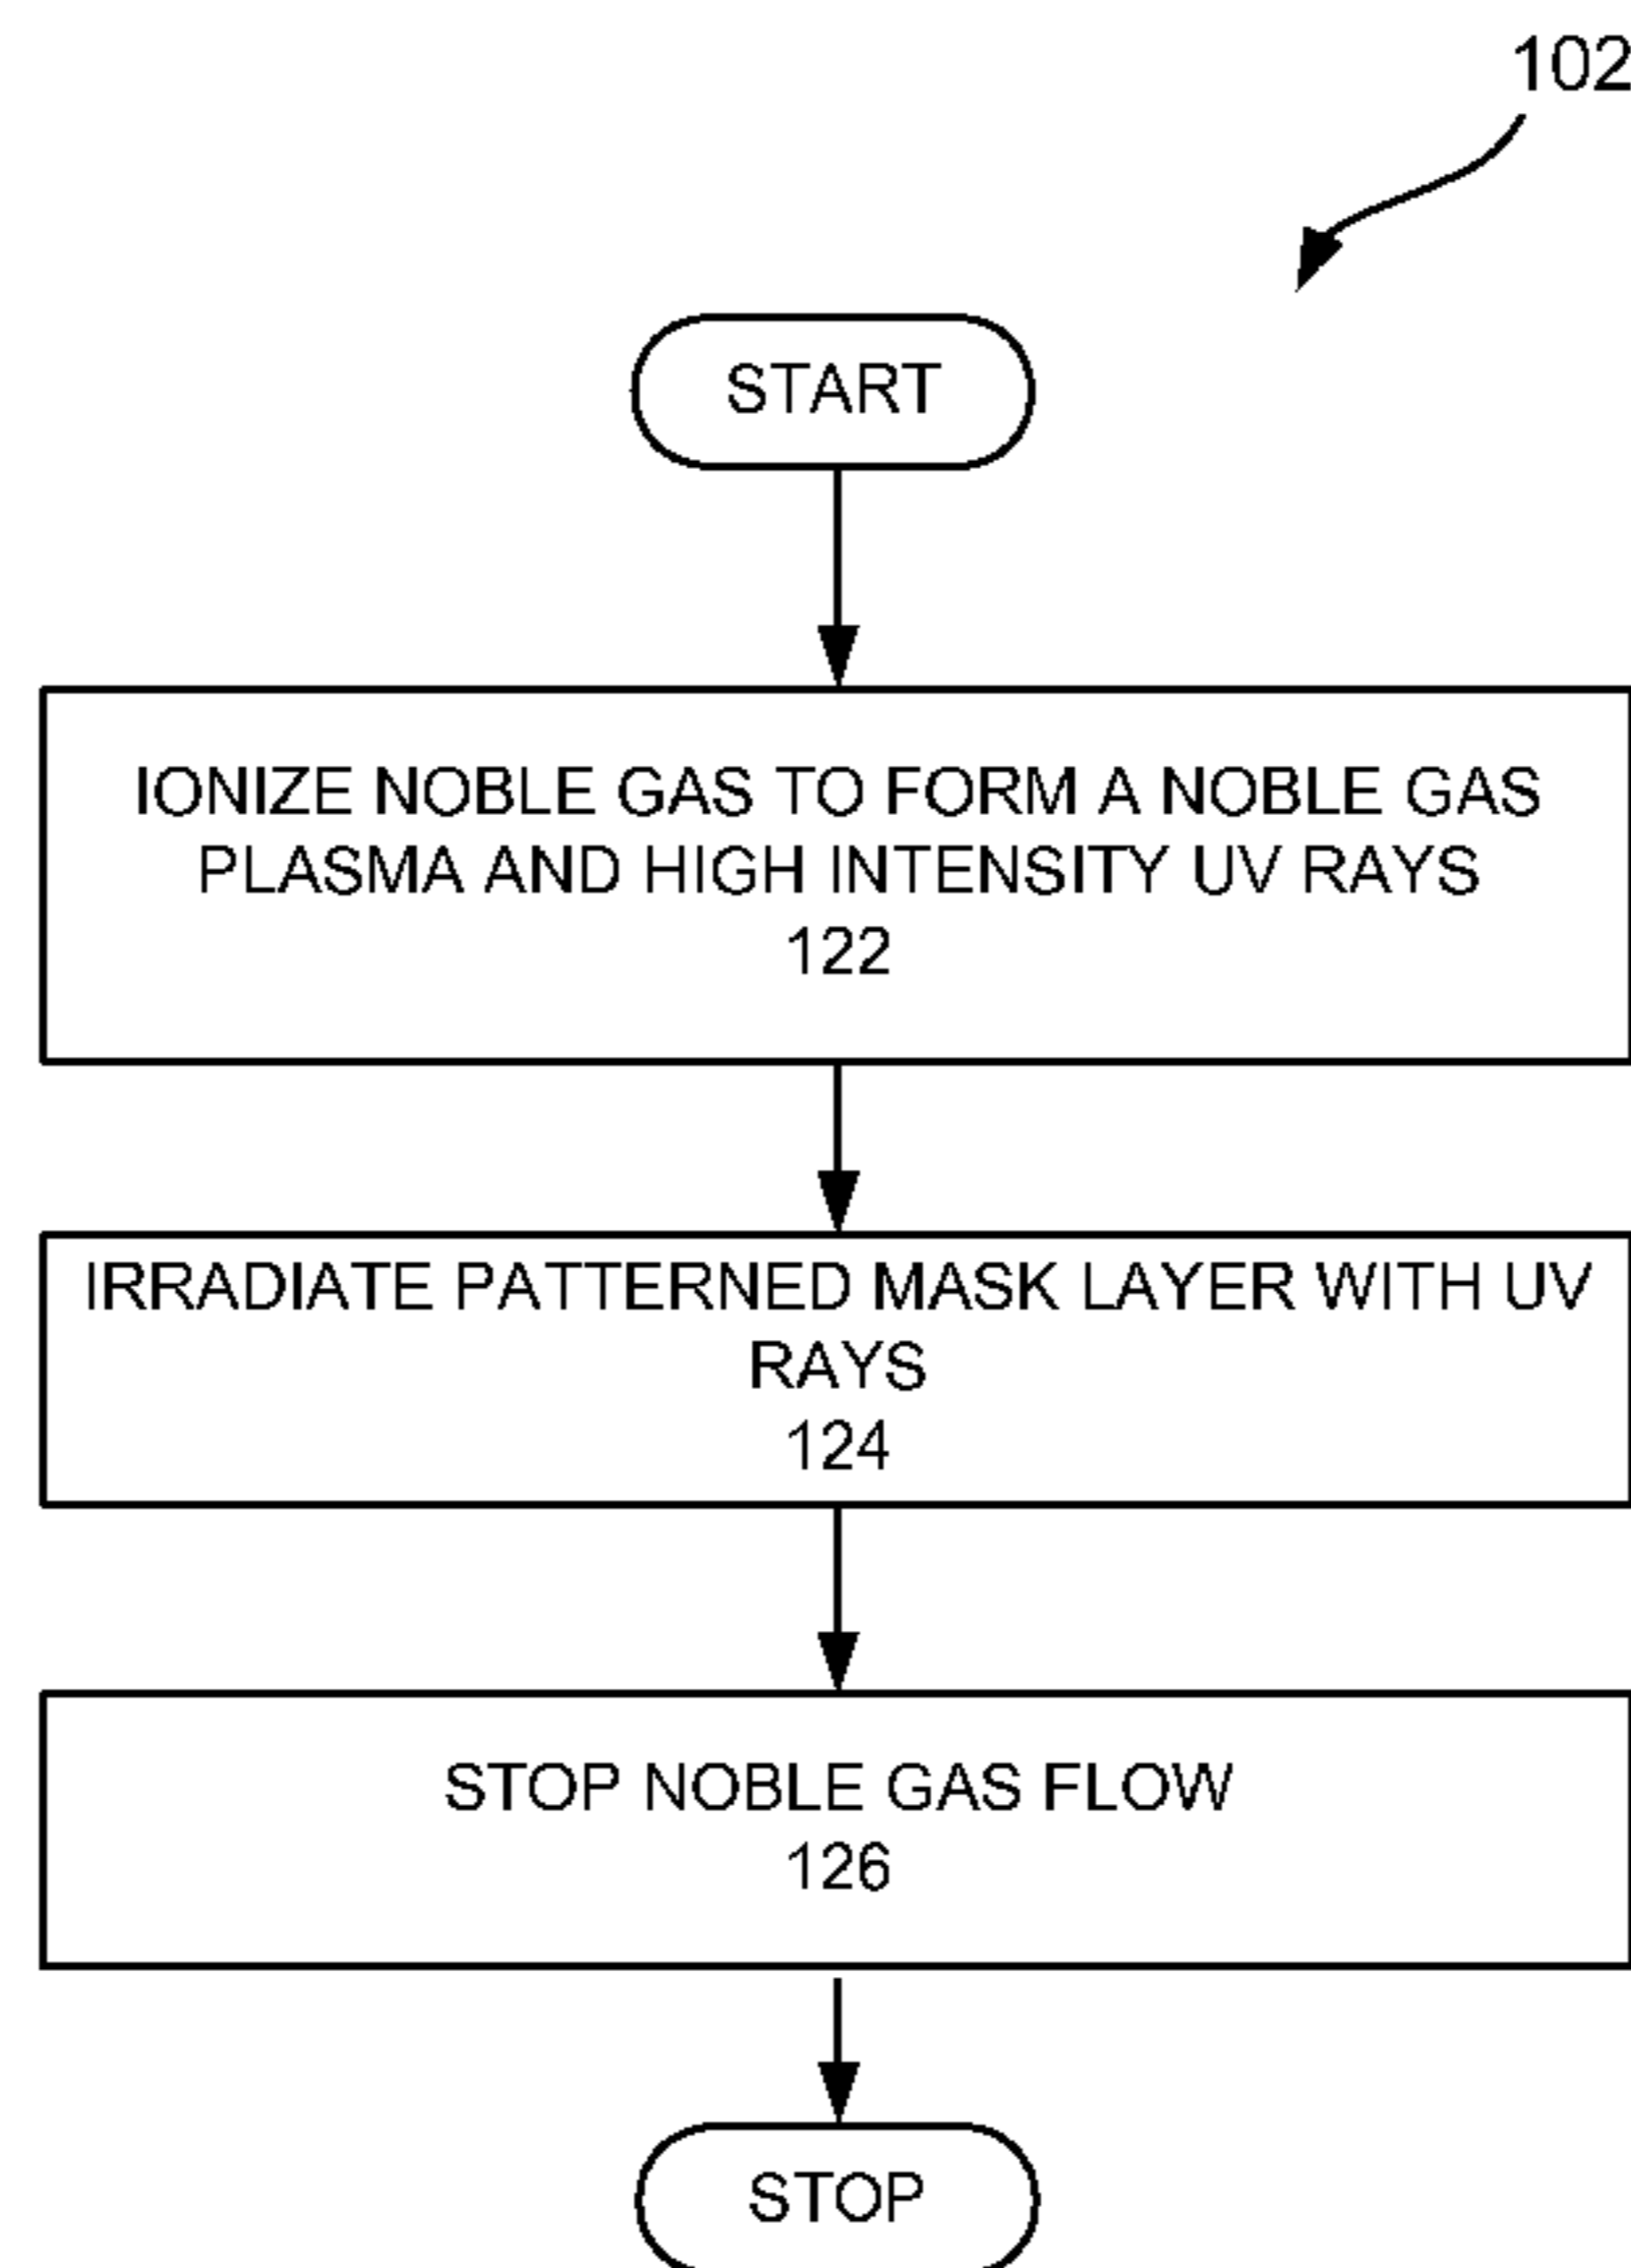 102
START
IONIZE NOBLE GAS TO FORM A NOBLE GAS
PLASMA AND HIGH INTENSITY UV RAYS
122
IRRADIATE PATTERNED MASK LAYER WITH UV
RAYS
124
STOP NOBLE GAS FLOW
126
STOP